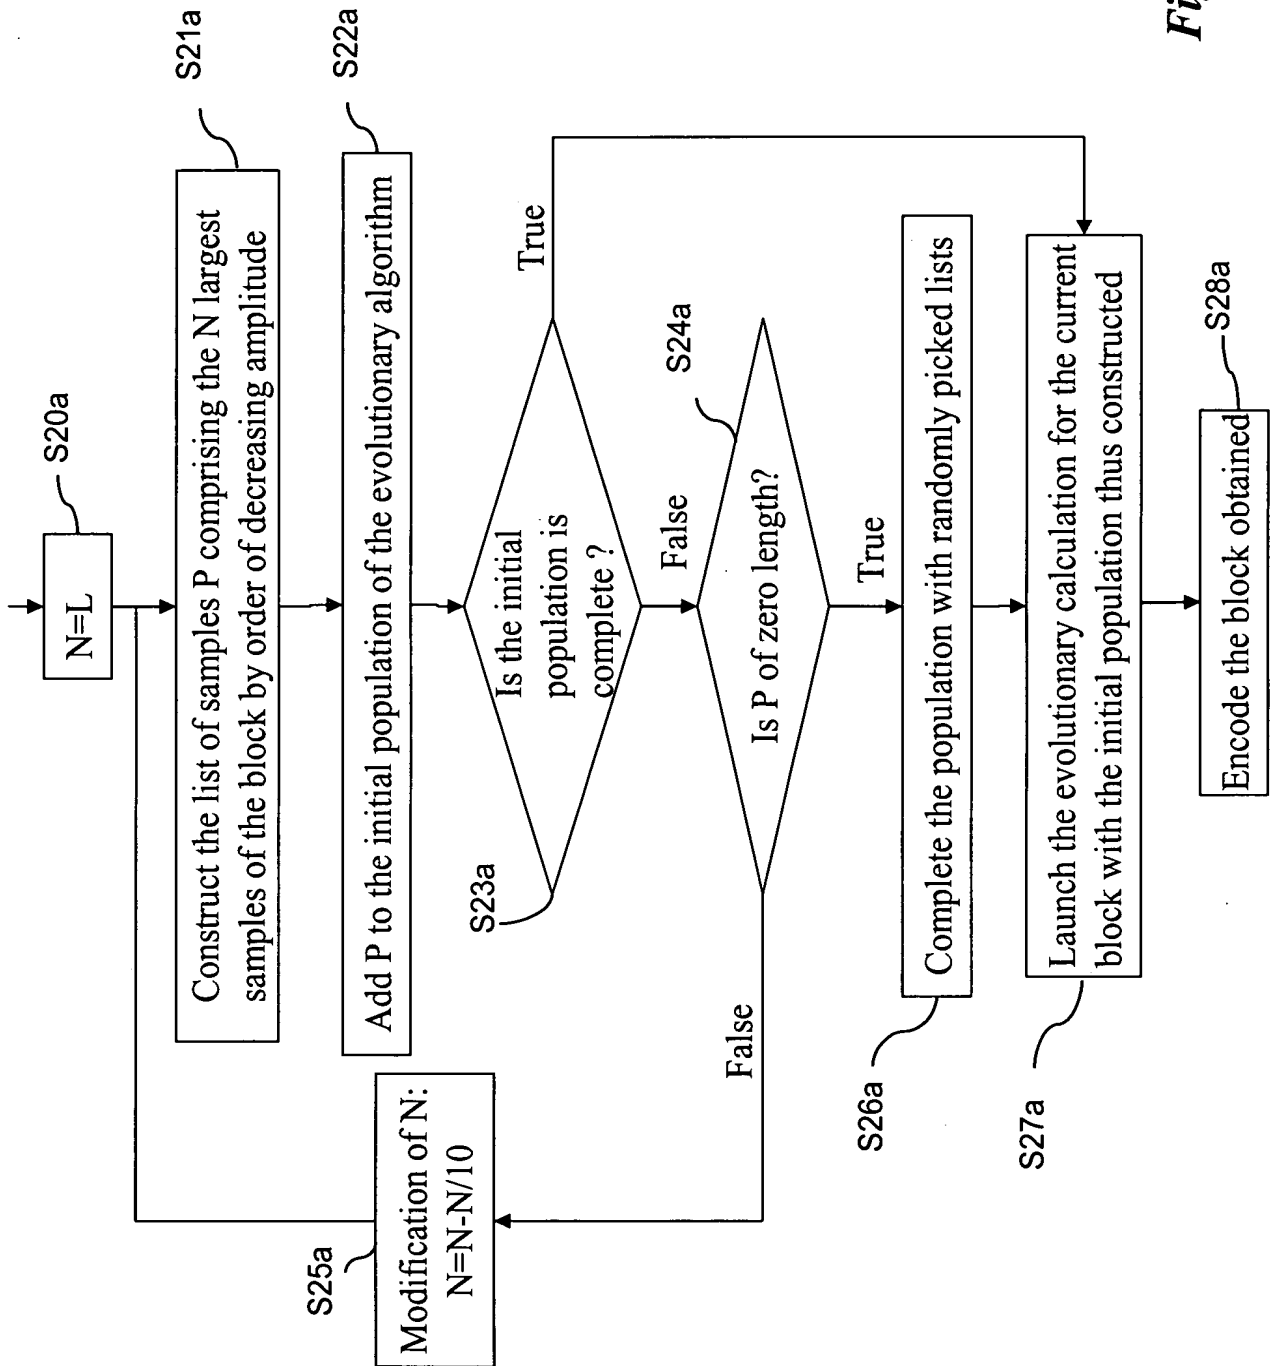 S20a
N=L
S21a
Construct the list of samples P comprising the N largest
samples of the block by order of decreasing amplitude
S22a
Add P to the initial population of the evolutionary algorithm
S23a
Is the initial
population is
complete ?
True
False
S24a
Is P of zero length?
False
True
S25a
Modification of N:
N=N-N/10
S26a
Complete the population with randomly picked lists
S27a
Launch the evolutionary calculation for the current
block with the initial population thus constructed
S28a
Encode the block obtained